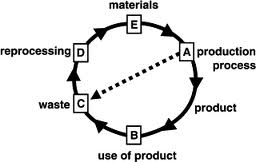 materials
E
reprocessing
D
A
production
process
waste
C
product
B
use of product